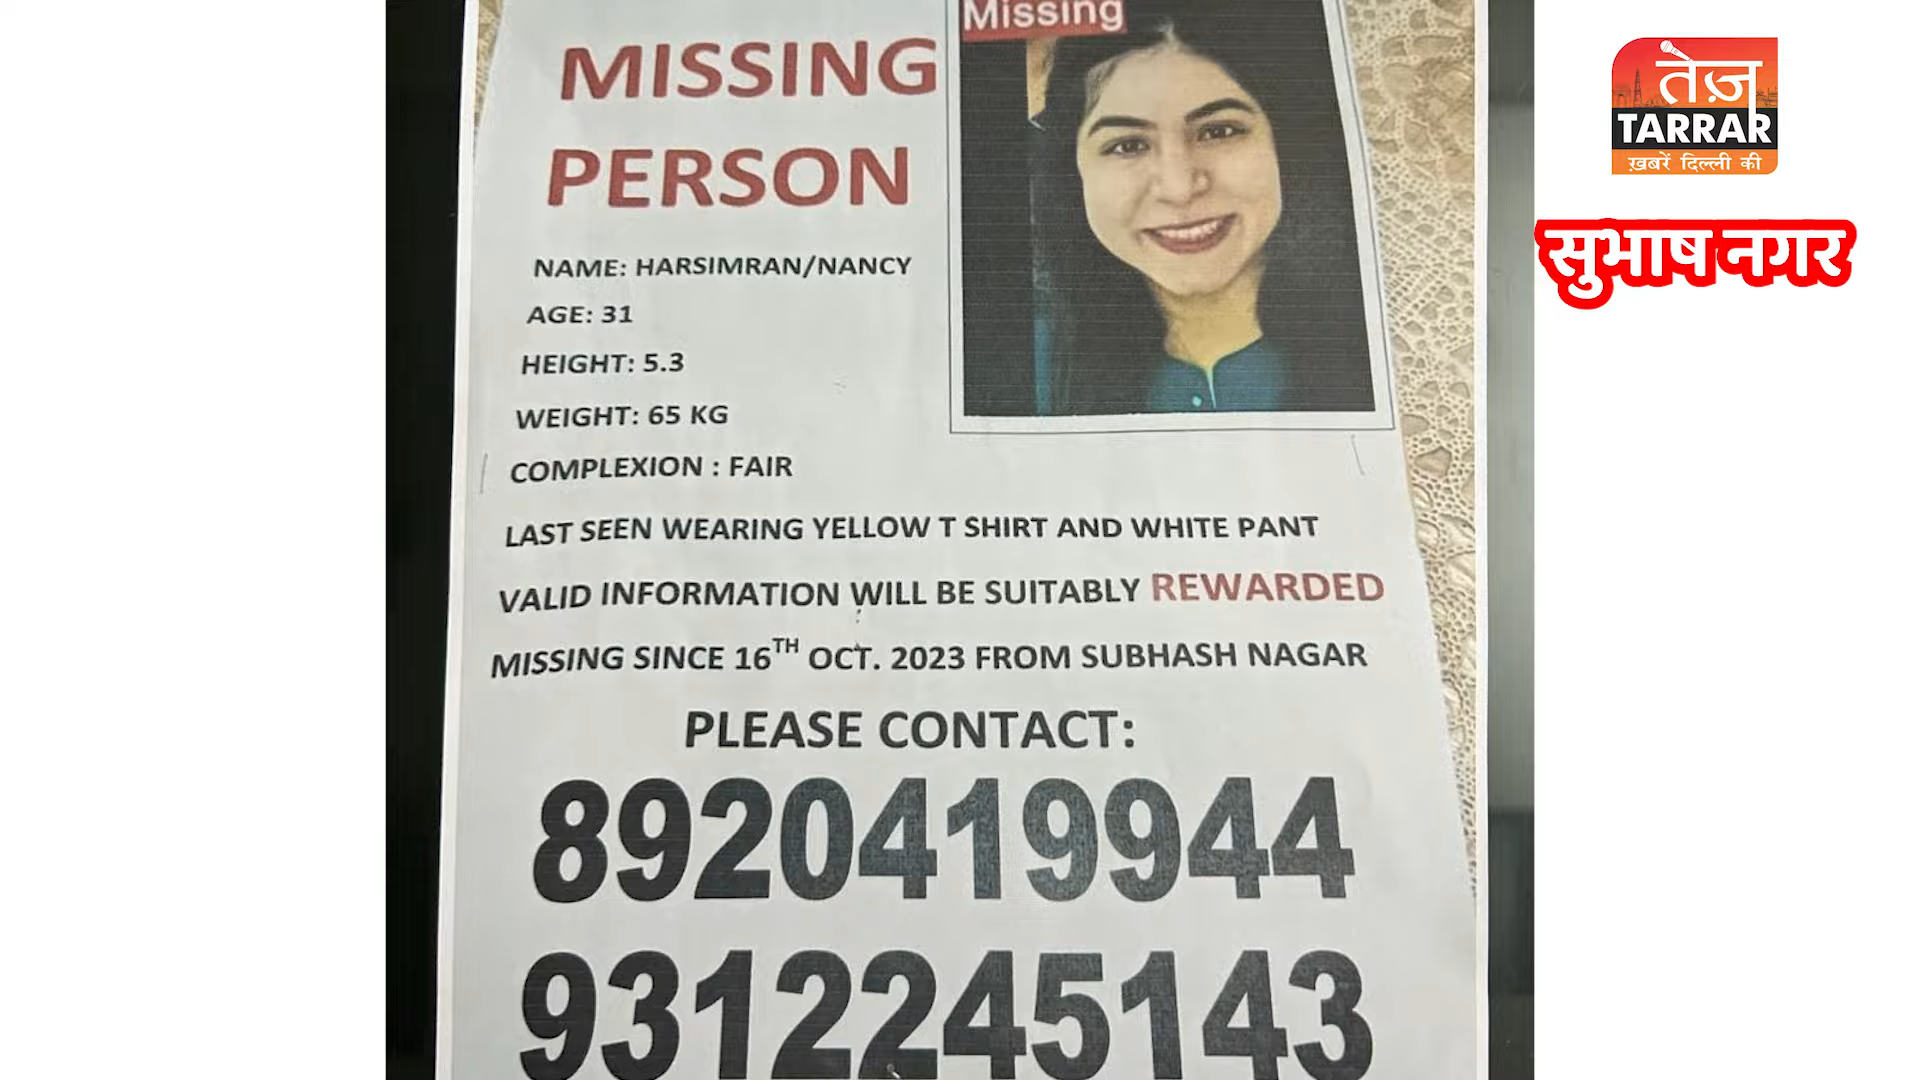 Missing
MISSING
PERSON
NAME: HARSIMRAN/NANCY
AGE: 31
HEIGHT: 5.3
WEIGHT: 65 KG
COMPLEXION : FAIR
LAST SEEN WEARING YELLOW T SHIRT AND WHITE PANT
VALID INFORMATION WILL BE SUITABLY REWARDED
MISSING SINCE 16TH OCT. 2023 FROM SUBHASH NAGAR
PLEASE CONTACT:
8920419944
9312245143
तेज़
TARRAR
ख़बरें दिल्ली की
सुभाष नगर